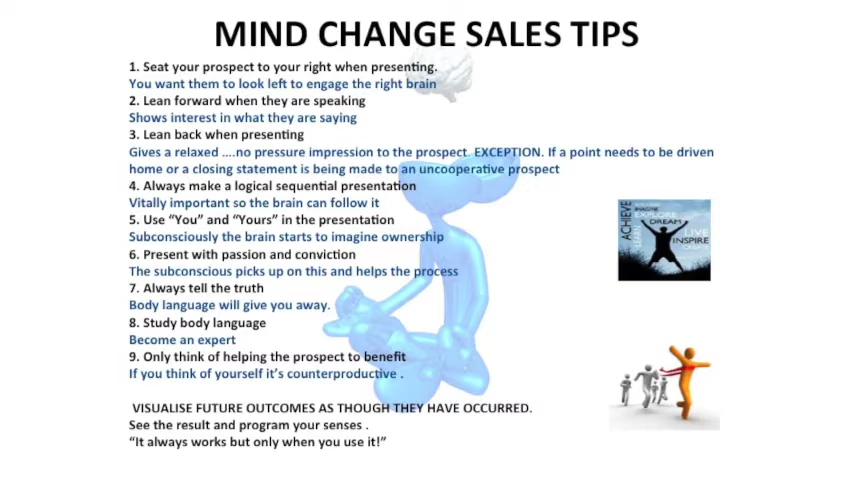 MIND CHANGE SALES TIPS
1. Seat your prospect to your right when presenting.
You want them to look left to engage the right brain
2. Lean forward when they are speaking
Shows interest in what they are saying
3. Lean back when presenting
Gives a relaxed ....no pressure impression to the prospect. EXCEPTION. If a point needs to be driven
home or a closing statement is being made to an uncooperative prospect
4. Always make a logical sequential presentation
Vitally important so the brain can follow it
5. Use “You” and “Yours” in the presentation
Subconsciously the brain starts to imagine ownership
6. Present with passion and conviction
The subconscious picks up on this and helps the process
7. Always tell the truth
Body language will give you away.
8. Study body language
Become an expert
9. Only think of helping the prospect to benefit
If you think of yourself it’s counterproductive .
VISUALISE FUTURE OUTCOMES AS THOUGH THEY HAVE OCCURRED.
See the result and program your senses .
“It always works but only when you use it!”
ACHIEVE
IMAGINE
EXPLORE
DREAM
LEARN
LIVE
INSPIRE
CREATE